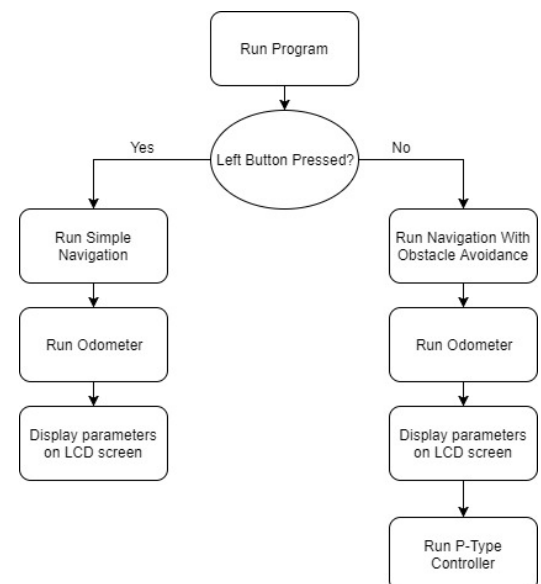 Run Program
Left Button Pressed?
Yes
No
Run Simple
Navigation
Run Navigation With
Obstacle Avoidance
Run Odometer
Run Odometer
Display parameters
on LCD screen
Display parameters
on LCD screen
Run P-Type
Controller